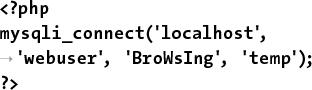 <?php
mysqli_connect('localhost',
→'webuser', 'BroWsIng', 'temp');
?>